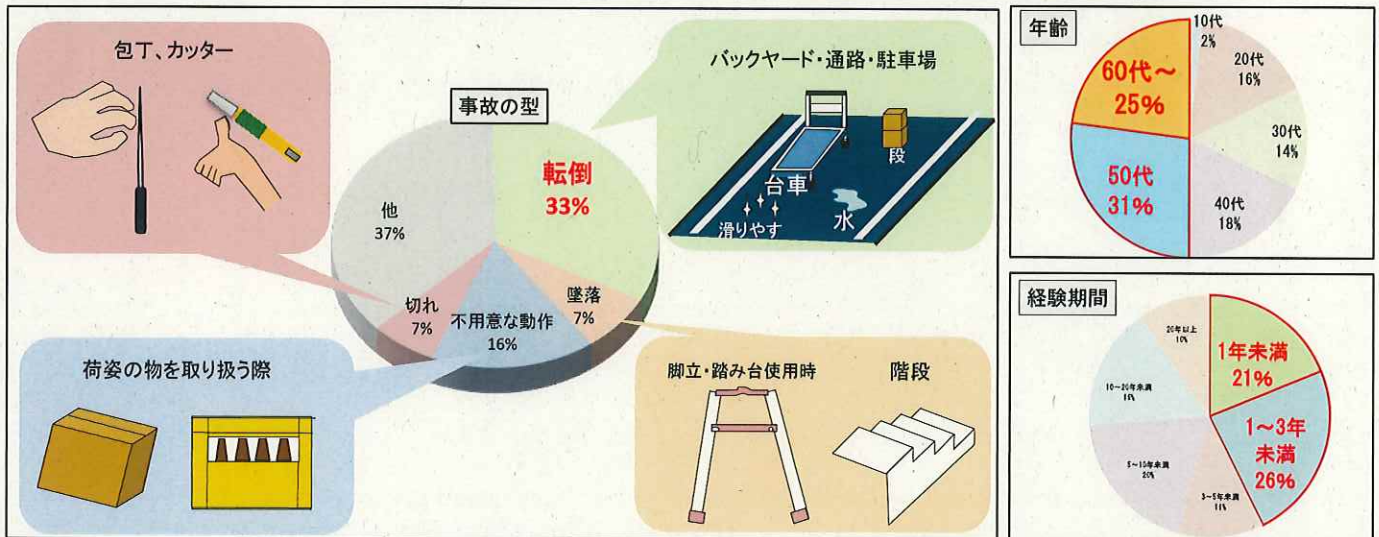 包丁、カッター
事故の型
バックヤード・通路・駐車場
段
台車
水
滑りやす
転倒
33%
他
37%
切れ
7%
不用意な動作
16%
墜落
7%
荷姿の物を取り扱う際
脚立・踏み台使用時
階段
年齢
10代
2%
20代
16%
30代
14%
40代
18%
50代
31%
60代~
25%
経験期間
1年未満
21%
1~3年
未満
26%
3~5年未満
11%
5~10年未満
20%
10~20年未満
20年以上
10%